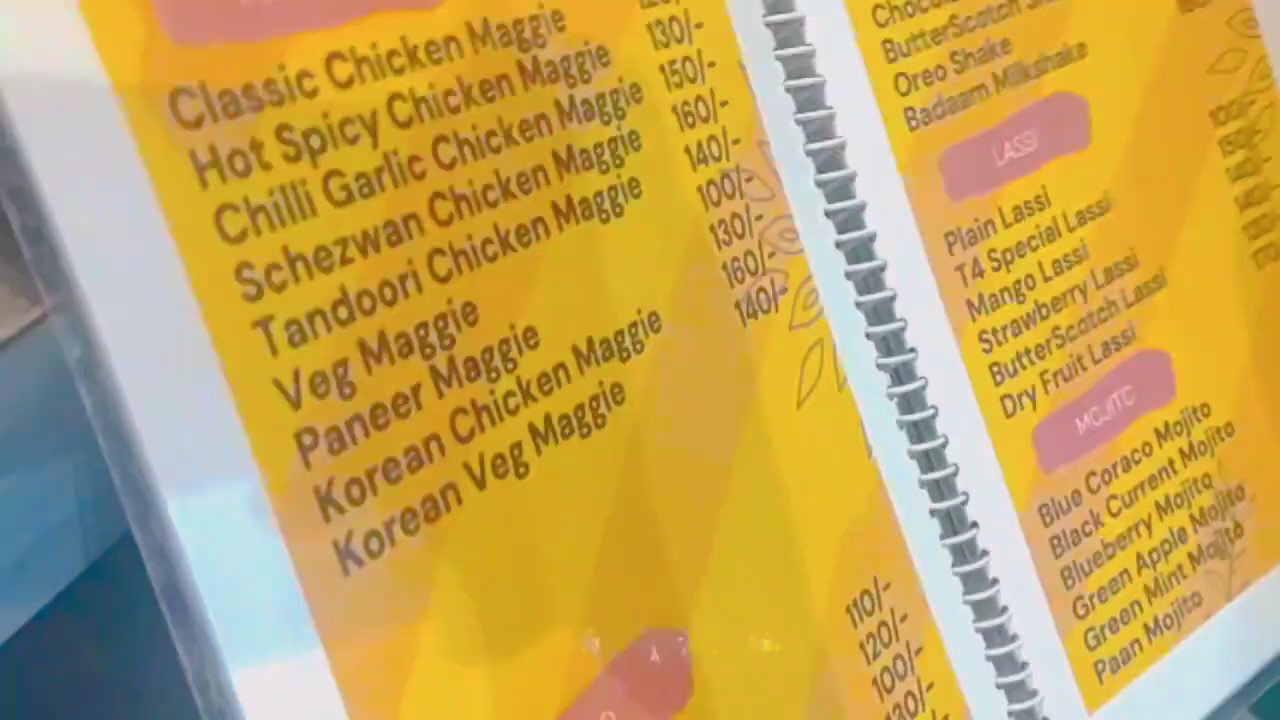 Classic Chicken Maggie
Hot Spicy Chicken Maggie 130/-
Chilli Garlic Chicken Maggie 150/-
Schezwan Chicken Maggie 160/-
Tandoori Chicken Maggie 140/-
Veg Maggie 100/-
Paneer Maggie 130/-
Korean Chicken Maggie 160/-
Korean Veg Maggie 140/-
110/-
120/-
100/-
130/-
ButterScotch
Oreo Shake
Badaam Milkshake
LASSI
Plain Lassi
T4 Special Lassi
Mango Lassi
Strawberry Lassi
ButterScotch Lassi
Dry Fruit Lassi
MOJITO
Blue Coraco Mojito
Black Current Mojito
Blueberry Mojito
Green Apple Mojito
Green Mint Mojito
Paan Mojito